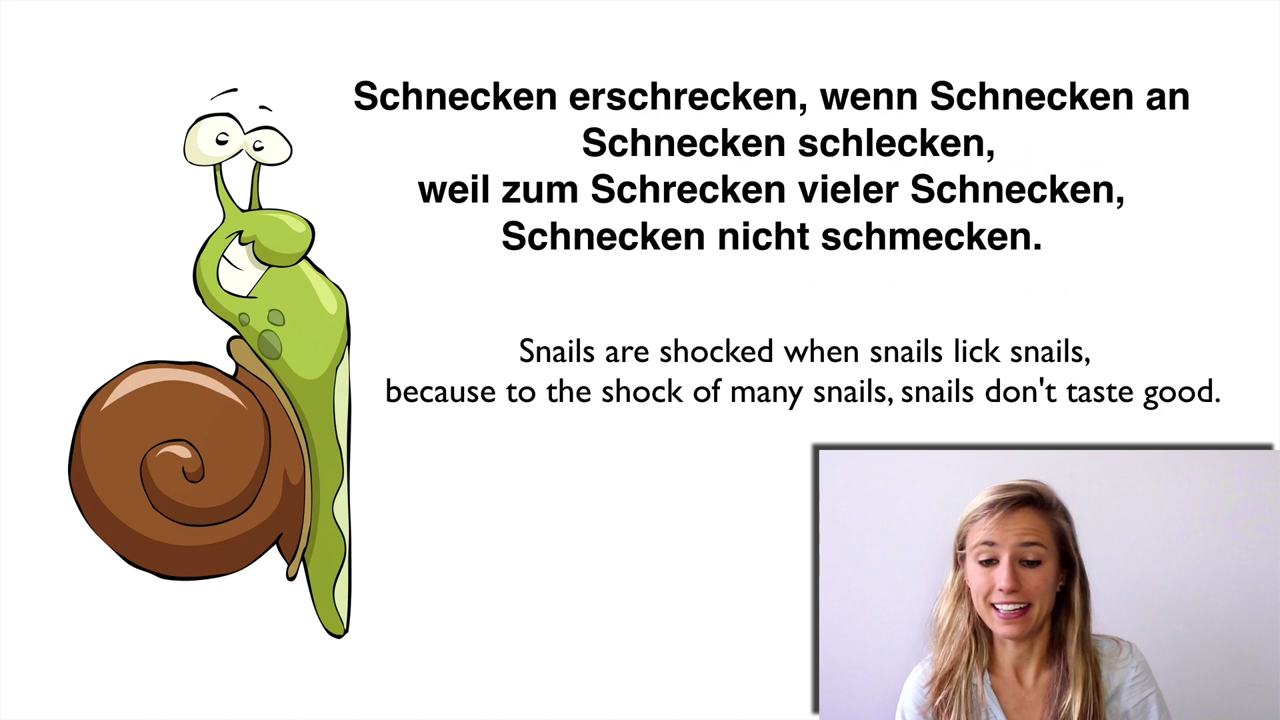 Schnecken erschrecken, wenn Schnecken an
Schnecken schlecken,
weil zum Schrecken vieler Schnecken,
Schnecken nicht schmecken.
Snails are shocked when snails lick snails,
because to the shock of many snails, snails don't taste good.